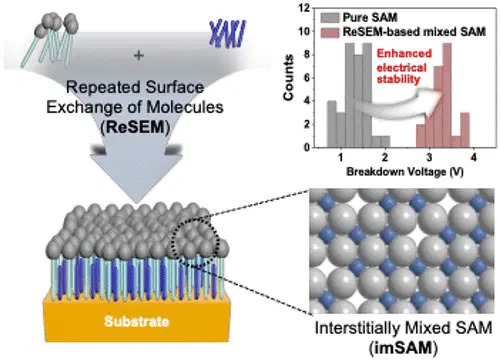 +
Repeated Surface
Exchange of Molecules
(ReSEM)
Substrate
12
10
8
6
4
2
0
Counts
Pure SAM
ReSEM-based mixed SAM
Enhanced
electrical
stability
1 2 3 4
Breakdown Voltage (V)
Interstitially Mixed SAM
(imSAM)